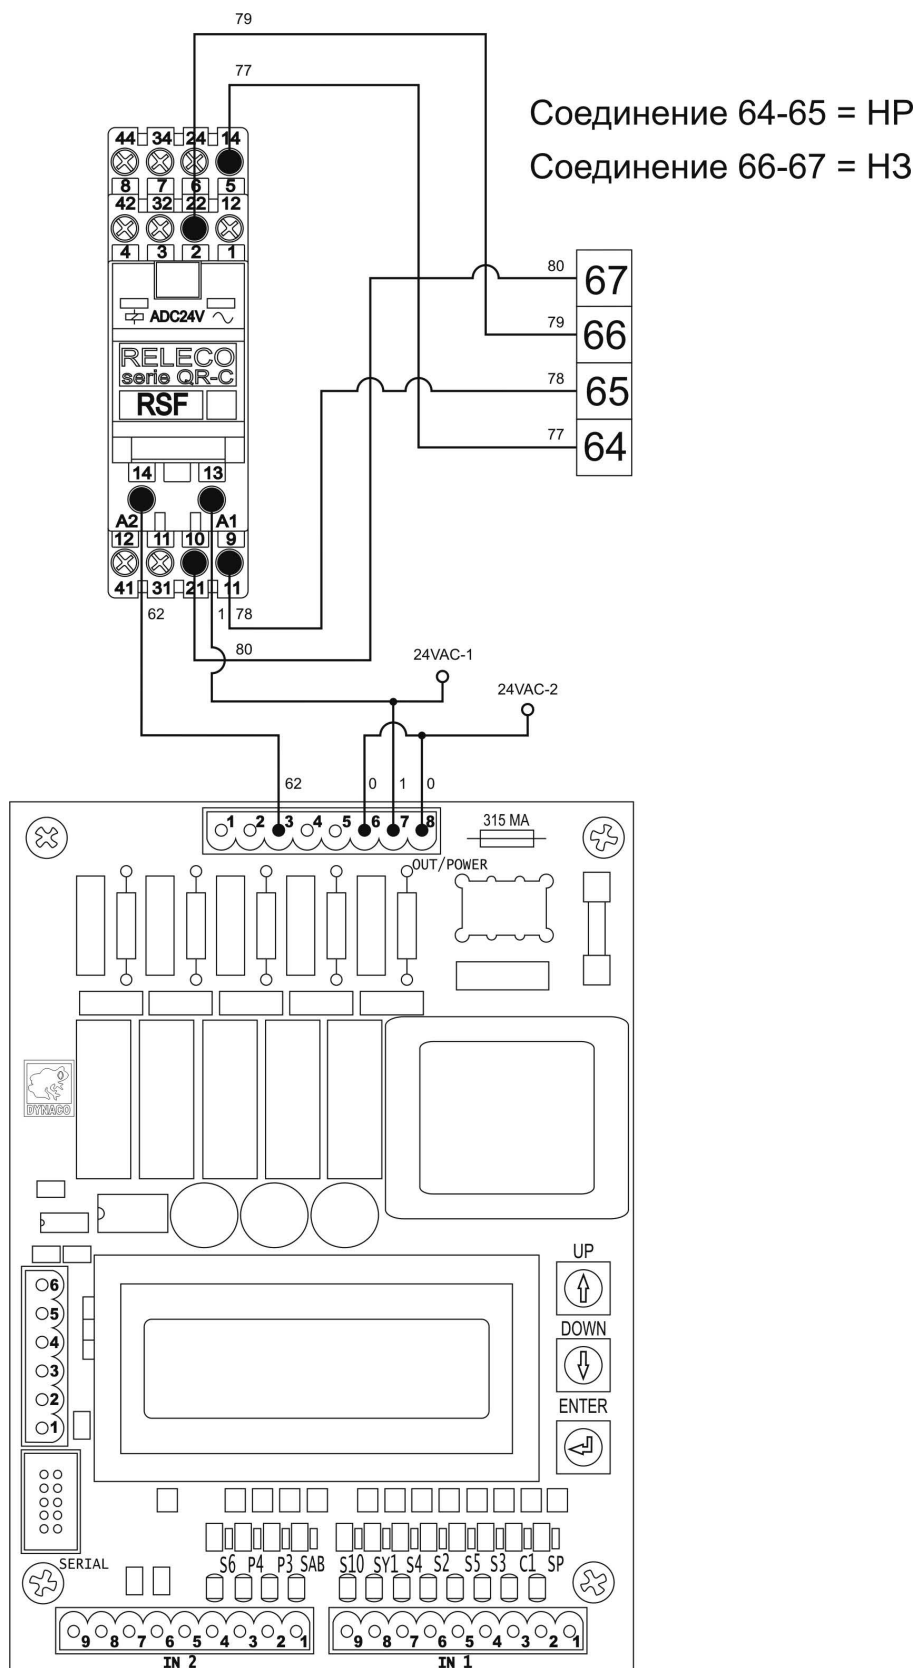 79
77
Соединение 64-65 = НР
Соединение 66-67 = НЗ
44 34 24 14
8 7 6 5
42 32 22 12
4 3 2 1
ADC24V
RELECO
serie QR-C
RSF
14 13
A2 A1
12 11 10 9
41 31 21 11
80 67
79 66
78 65
77 64
62 1 78
80
24VAC-1
24VAC-2
62 0 1 0
1 2 3 4 5 6 7 8
315 MA
OUT/POWER
DYNACO
UP
DOWN
ENTER
6
5
4
3
2
1
SERIAL
S6 P4 P3 SAB S10 SY1 S4 S2 S5 S3 C1 SP
9 8 7 6 5 4 3 2 1
9 8 7 6 5 4 3 2 1
IN 2
IN 1